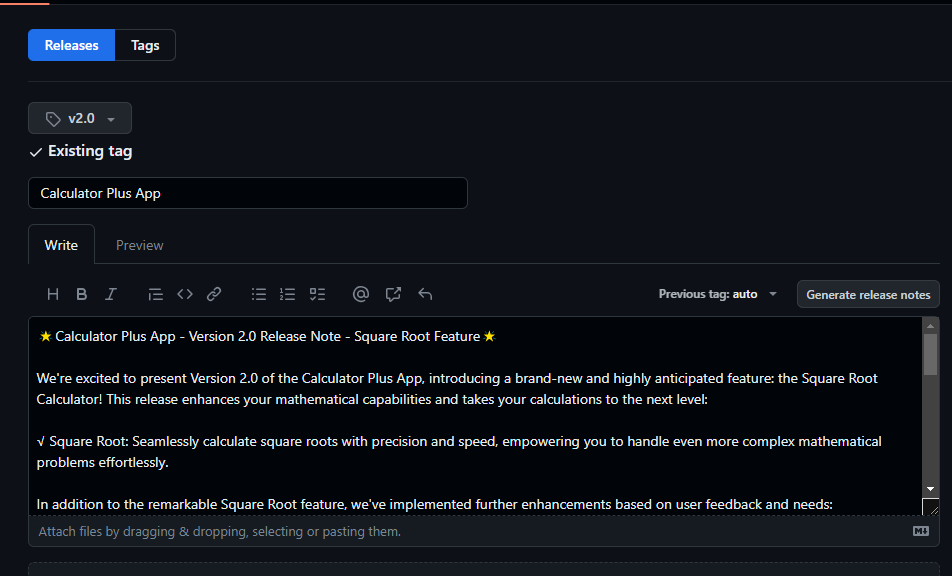 Releases Tags
v2.0
Existing tag
Calculator Plus App
Write Preview
H B I @ Previous tag: auto Generate release notes
⭐ Calculator Plus App - Version 2.0 Release Note - Square Root Feature ⭐
We're excited to present Version 2.0 of the Calculator Plus App, introducing a brand-new and highly anticipated feature: the Square Root
Calculator! This release enhances your mathematical capabilities and takes your calculations to the next level:
√ Square Root: Seamlessly calculate square roots with precision and speed, empowering you to handle even more complex mathematical
problems effortlessly.
In addition to the remarkable Square Root feature, we've implemented further enhancements based on user feedback and needs:
Attach files by dragging & dropping, selecting or pasting them.